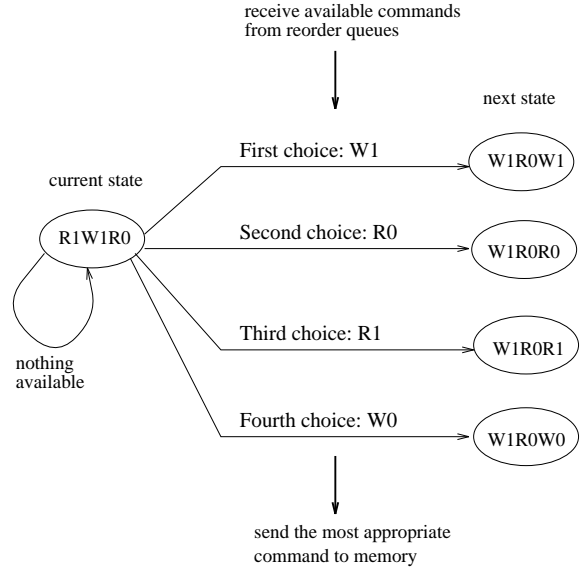 receive available commands
from reorder queues
next state
First choice: W1
W1R0W1
current state
R1W1R0
Second choice: R0
W1R0R0
Third choice: R1
W1R0R1
nothing
available
Fourth choice: W0
W1R0W0
send the most appropriate
command to memory